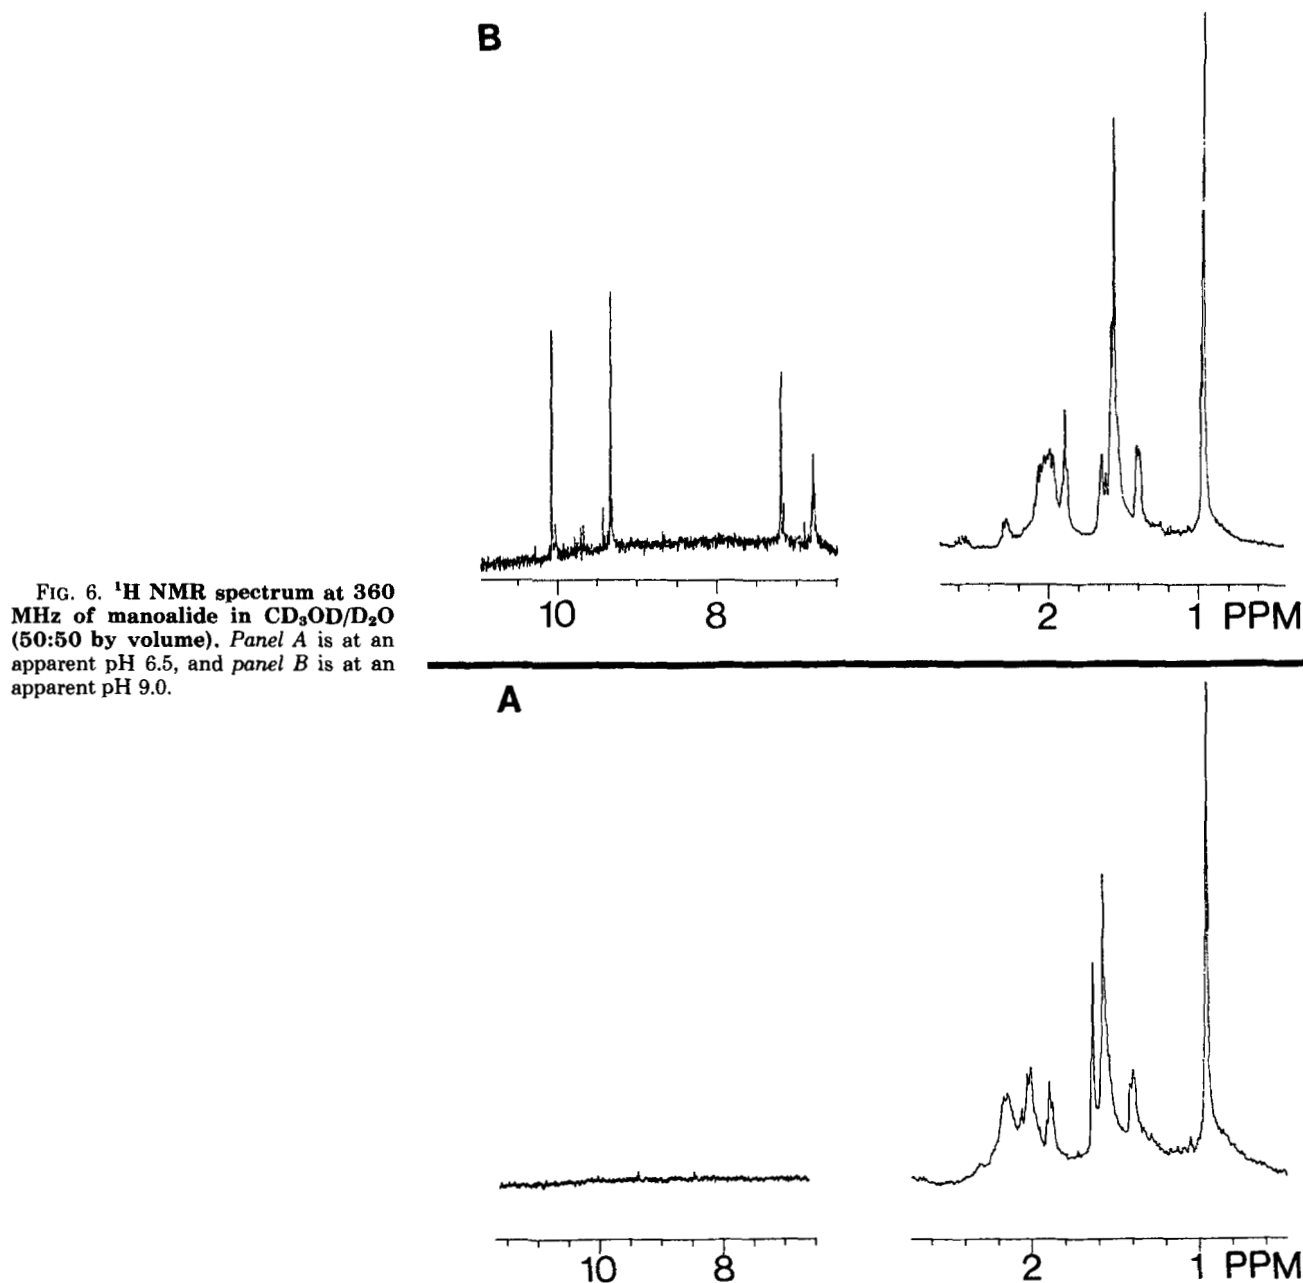 B
10 8 2 1 PPM
FIG. 6. ¹H NMR spectrum at 360
MHz of manoalide in CD₃OD/D₂O
(50:50 by volume). Panel A is at an
apparent pH 6.5, and panel B is at an
apparent pH 9.0.
A
10 8 2 1 PPM